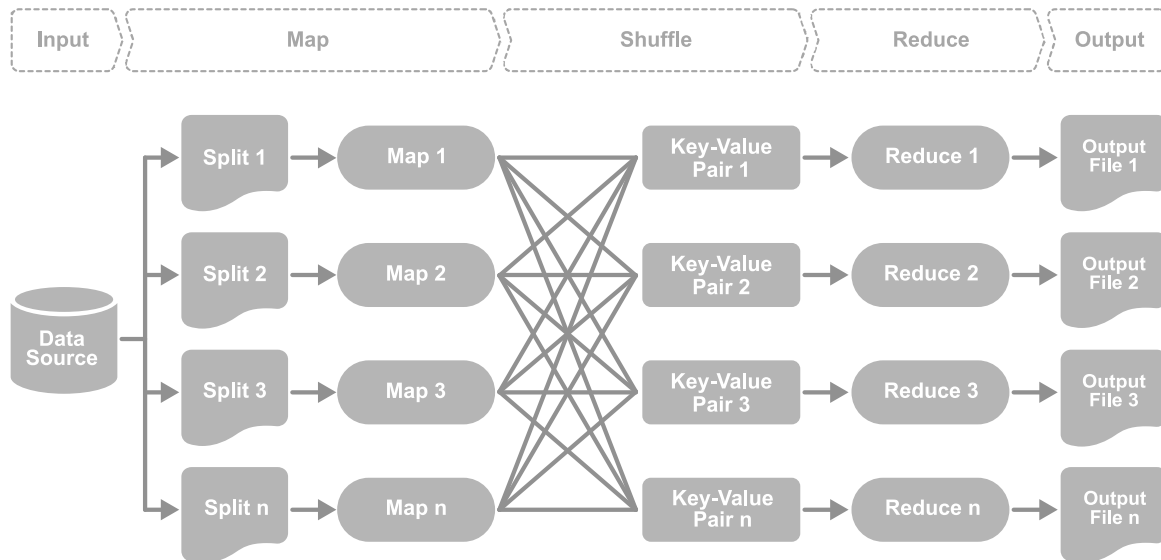 Input
Map
Shuffle
Reduce
Output
Split 1
Map 1
Key-Value
Pair 1
Reduce 1
Output
File 1
Split 2
Map 2
Key-Value
Pair 2
Reduce 2
Output
File 2
Data
Source
Split 3
Map 3
Key-Value
Pair 3
Reduce 3
Output
File 3
Split n
Map n
Key-Value
Pair n
Reduce n
Output
File n